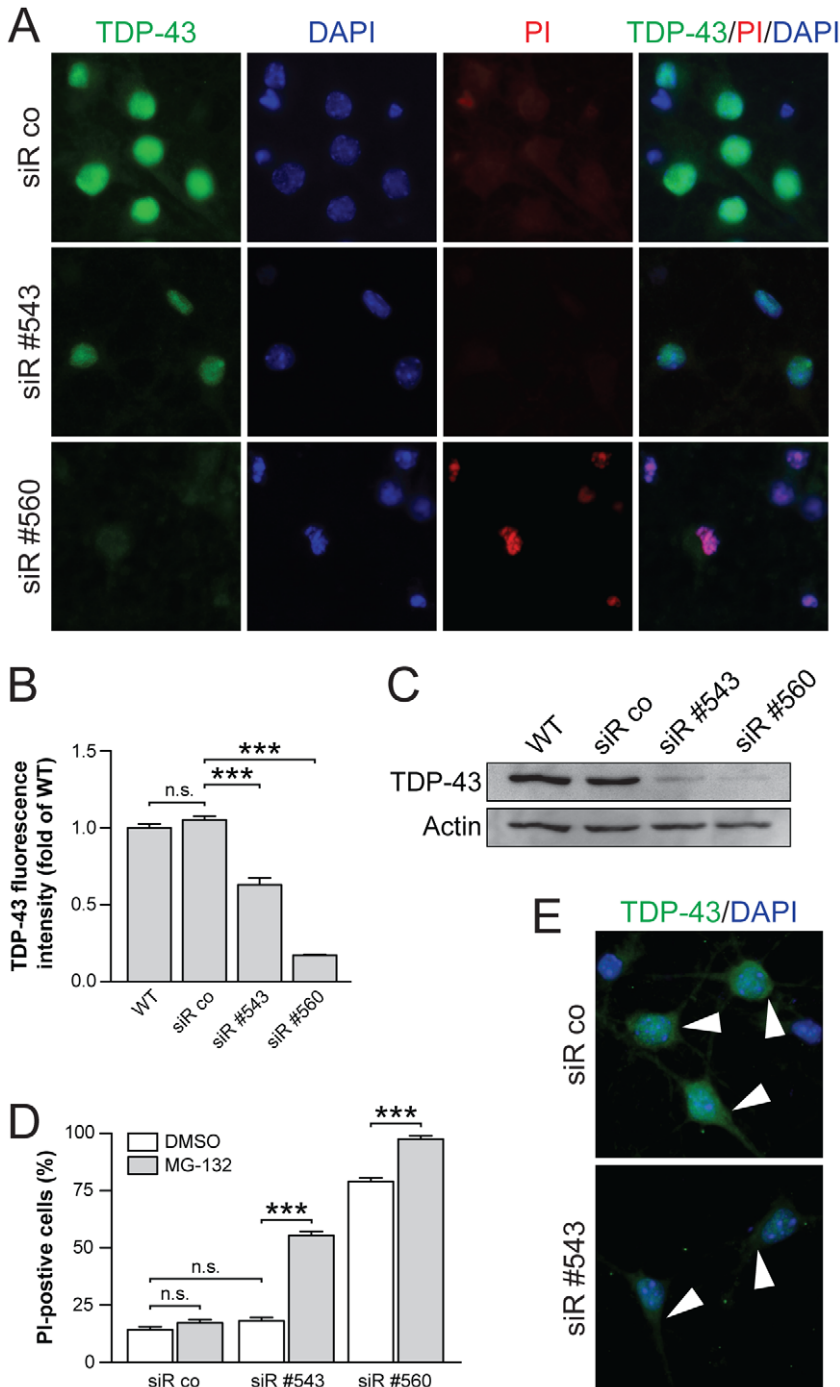 A
TDP-43 DAPI PI TDP-43/PI/DAPI
siR co
siR #543
siR #560
B
TDP-43 fluorescence
intensity (fold of WT)
1.5
1.0
0.5
0.0
n.s.
***
***
WT siR co siR #543 siR #560
C
WT siR co siR #543 siR #560
TDP-43
Actin
D
PI-postive cells (%)
100
75
50
25
0
DMSO
MG-132
n.s.
n.s.
***
***
siR co siR #543 siR #560
E
TDP-43/DAPI
siR co
siR #543